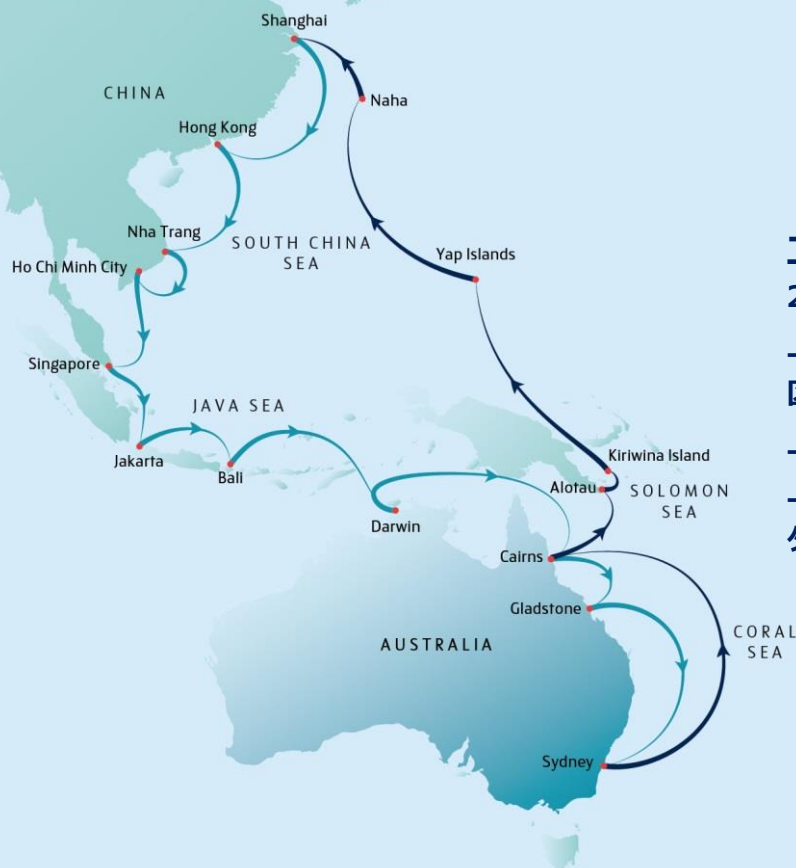 Shanghai
CHINA
Naha
Hong Kong
Nha Trang
SOUTH CHINA
SEA
Yap Islands
Ho Chi Minh City
2
Singapore
JAVA SEA
Kiriwina Island
Jakarta
Bali
Alotau
SOLOMON
SEA
Darwin
Cairns
Gladstone
CORAL
SEA
AUSTRALIA
Sydney